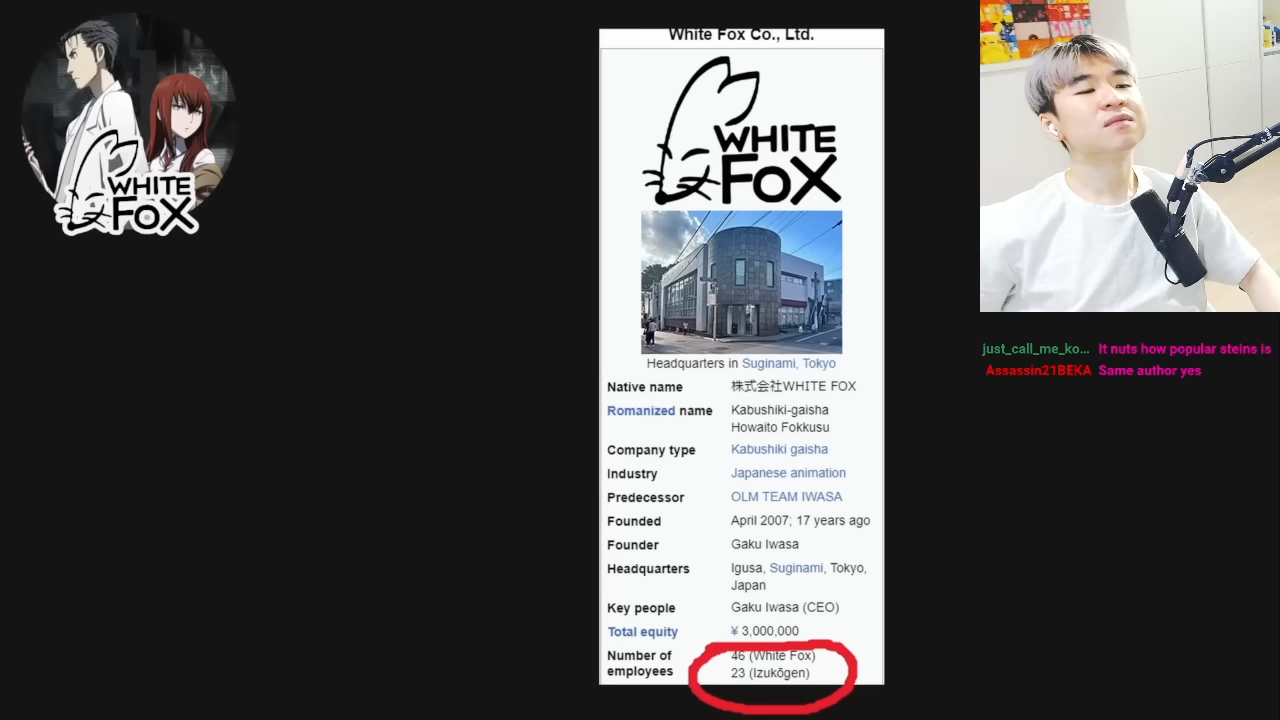 WHITE
FOX
White Fox Co., Ltd.
WHITE
FOX
Headquarters in Suginami, Tokyo
Native name 株式会社WHITE FOX
Romanized name Kabushiki-gaisha
Howaito Fokkusu
Company type Kabushiki gaisha
Industry Japanese animation
Predecessor OLM TEAM IWASA
Founded April 2007; 17 years ago
Founder Gaku Iwasa
Headquarters Igusa, Suginami, Tokyo,
Japan
Key people Gaku Iwasa (CEO)
Total equity ¥ 3,000,000
Number of 46 (White Fox)
employees 23 (Izukōgen)
just_call_me_ko... It nuts how popular steins is
Assassin21BEKA Same author yes